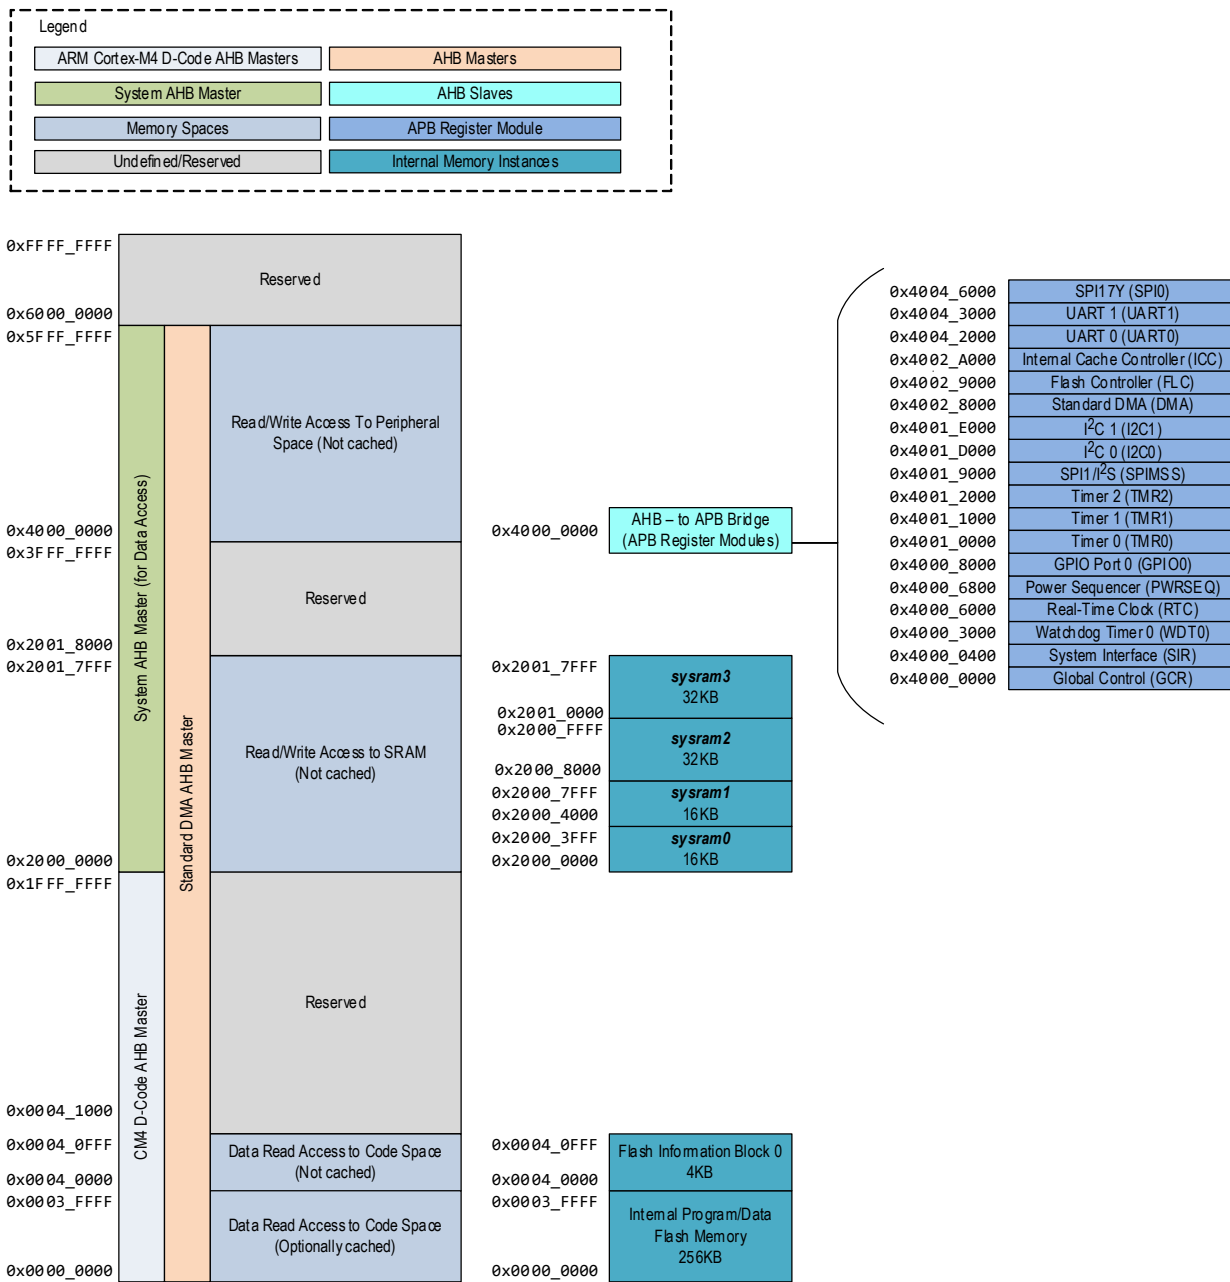 Legend
ARM Cortex-M4 D-Code AHB Masters
AHB Masters
System AHB Master
AHB Slaves
Memory Spaces
APB Register Module
Undefined/Reserved
Internal Memory Instances
0xFFFF_FFFF
Reserved
0x6000_0000
0x5FFF_FFFF
Read/Write Access To Peripheral
Space (Not cached)
0x4000_0000
0x3FFF_FFFF
Reserved
0x2001_8000
0x2001_7FFF
Read/Write Access to SRAM
(Not cached)
0x2000_0000
0x1FFF_FFFF
Reserved
0x0004_1000
0x0004_0FFF
Data Read Access to Code Space
(Not cached)
0x0004_0000
0x0003_FFFF
Data Read Access to Code Space
(Optionally cached)
0x0000_0000
System AHB Master (for Data Access)
CM4 D-Code AHB Master
Standard DMA AHB Master
0x4000_0000
AHB – to APB Bridge
(APB Register Modules)
0x2001_7FFF
sysram3
32KB
0x2001_0000
0x2000_FFFF
sysram2
32KB
0x2000_8000
0x2000_7FFF
sysram1
0x2000_4000
16KB
0x2000_3FFF
sysram0
0x2000_0000
16KB
0x0004_0FFF
Flash Information Block 0
4KB
0x0004_0000
0x0003_FFFF
Internal Program/Data
Flash Memory
256KB
0x0000_0000
0x4004_6000 SPI17Y (SPI0)
0x4004_3000 UART 1 (UART1)
0x4004_2000 UART 0 (UART0)
0x4002_A000 Internal Cache Controller (ICC)
0x4002_9000 Flash Controller (FLC)
0x4002_8000 Standard DMA (DMA)
0x4001_E000 I²C 1 (I2C1)
0x4001_D000 I²C 0 (I2C0)
0x4001_9000 SPI1/I²S (SPIMSS)
0x4001_2000 Timer 2 (TMR2)
0x4001_1000 Timer 1 (TMR1)
0x4001_0000 Timer 0 (TMR0)
0x4000_8000 GPIO Port 0 (GPIO0)
0x4000_6800 Power Sequencer (PWRSEQ)
0x4000_6000 Real-Time Clock (RTC)
0x4000_3000 Watchdog Timer 0 (WDT0)
0x4000_0400 System Interface (SIR)
0x4000_0000 Global Control (GCR)